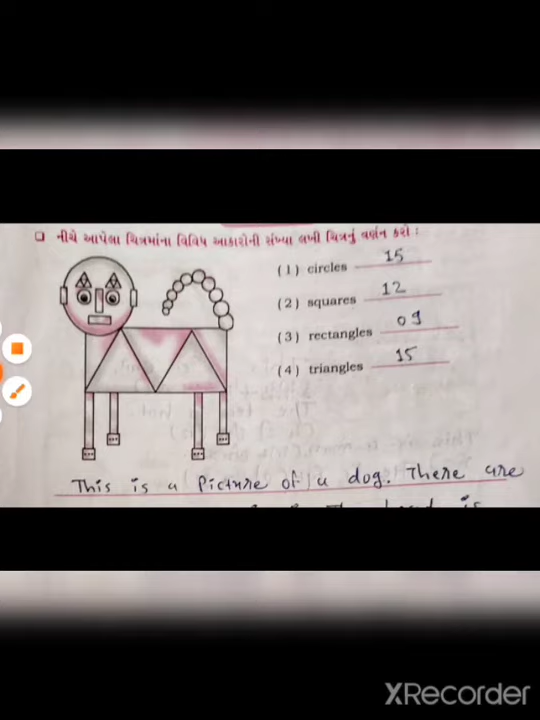 ❑ નીચે આપેલા ચિત્રમાંના વિવિધ આકારોની સંખ્યા લખી ચિત્રનું વર્ણન કરો :
(1) circles 15
(2) squares 12
(3) rectangles 09
(4) triangles 15
This is a Picture of a dog. There are
XRecorder